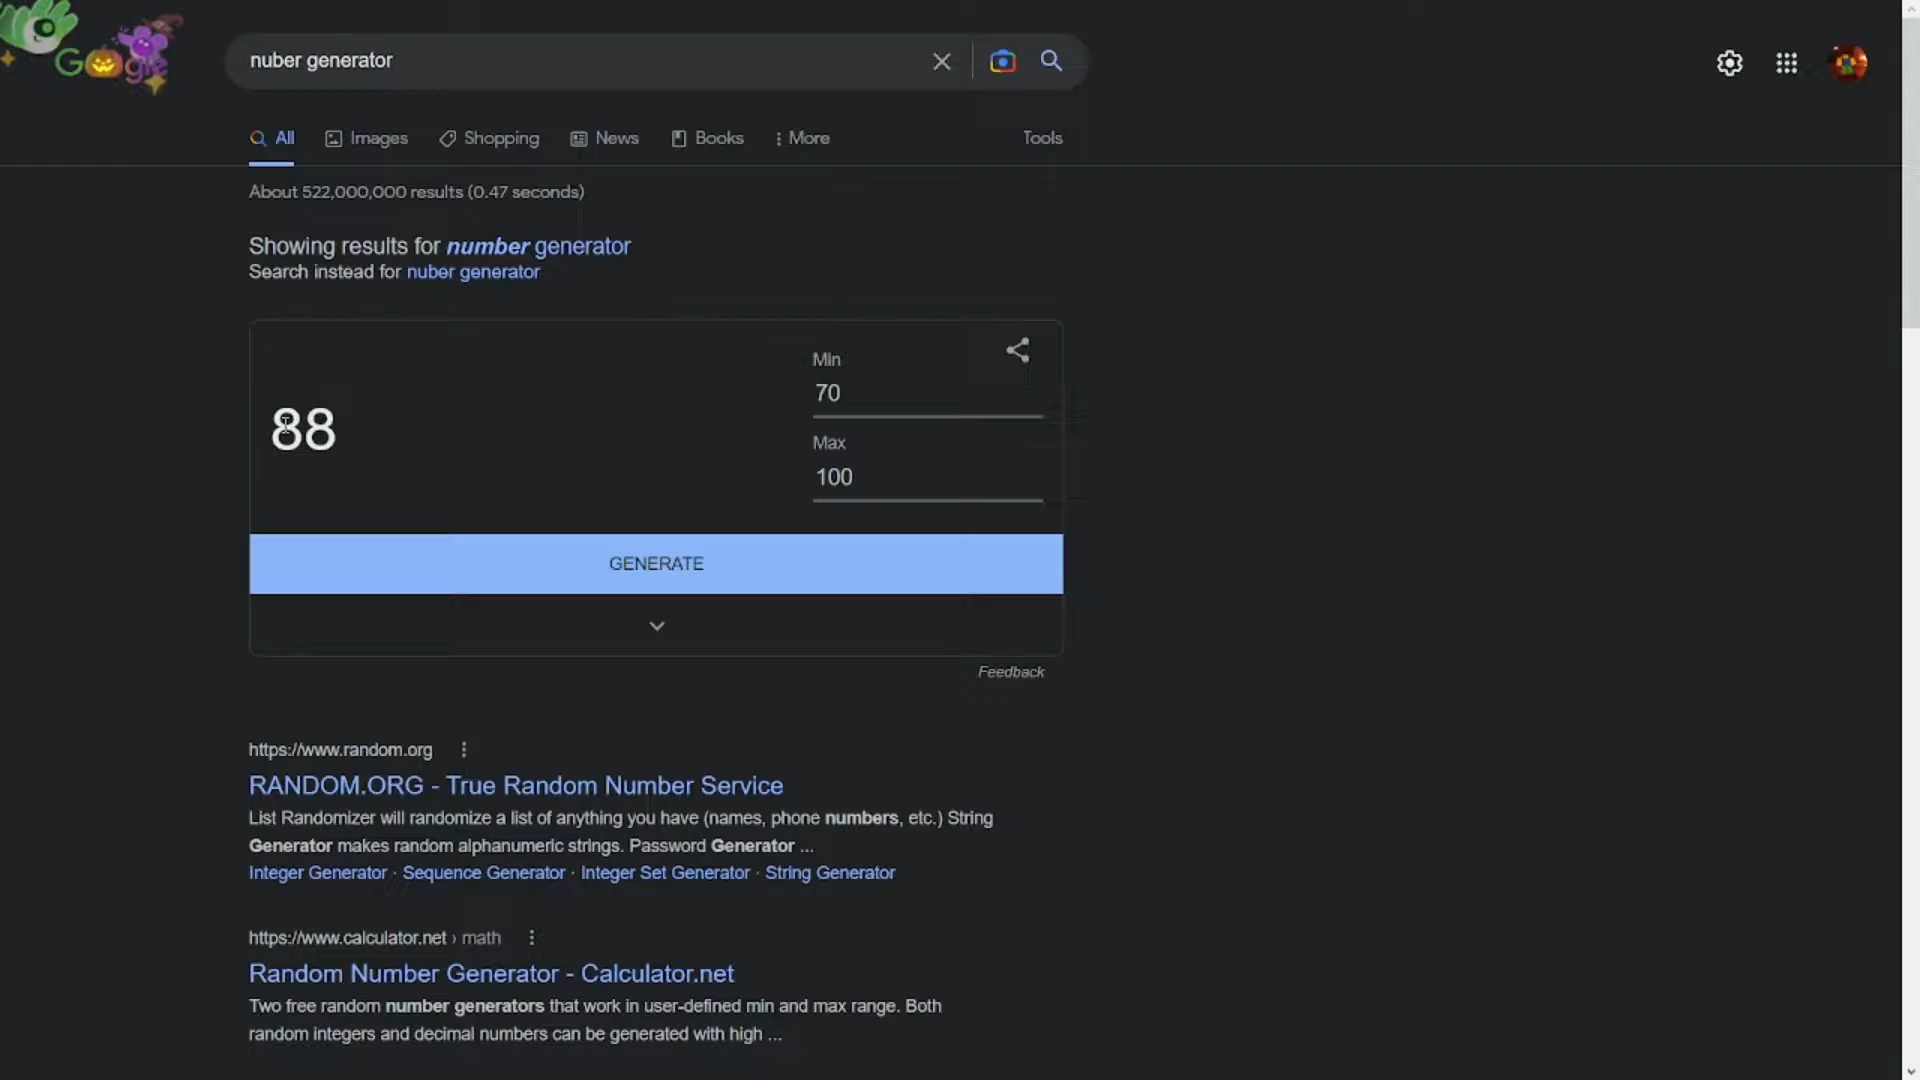 Google
nuber generator
All Images Shopping News Books More Tools
About 522,000,000 results (0.47 seconds)
Showing results for number generator
Search instead for nuber generator
Min
70
88
Max
100
GENERATE
Feedback
https://www.random.org
RANDOM.ORG - True Random Number Service
List Randomizer will randomize a list of anything you have (names, phone numbers, etc.) String
Generator makes random alphanumeric strings. Password Generator ...
Integer Generator · Sequence Generator · Integer Set Generator · String Generator
https://www.calculator.net › math
Random Number Generator - Calculator.net
Two free random number generators that work in user-defined min and max range. Both
random integers and decimal numbers can be generated with high ...